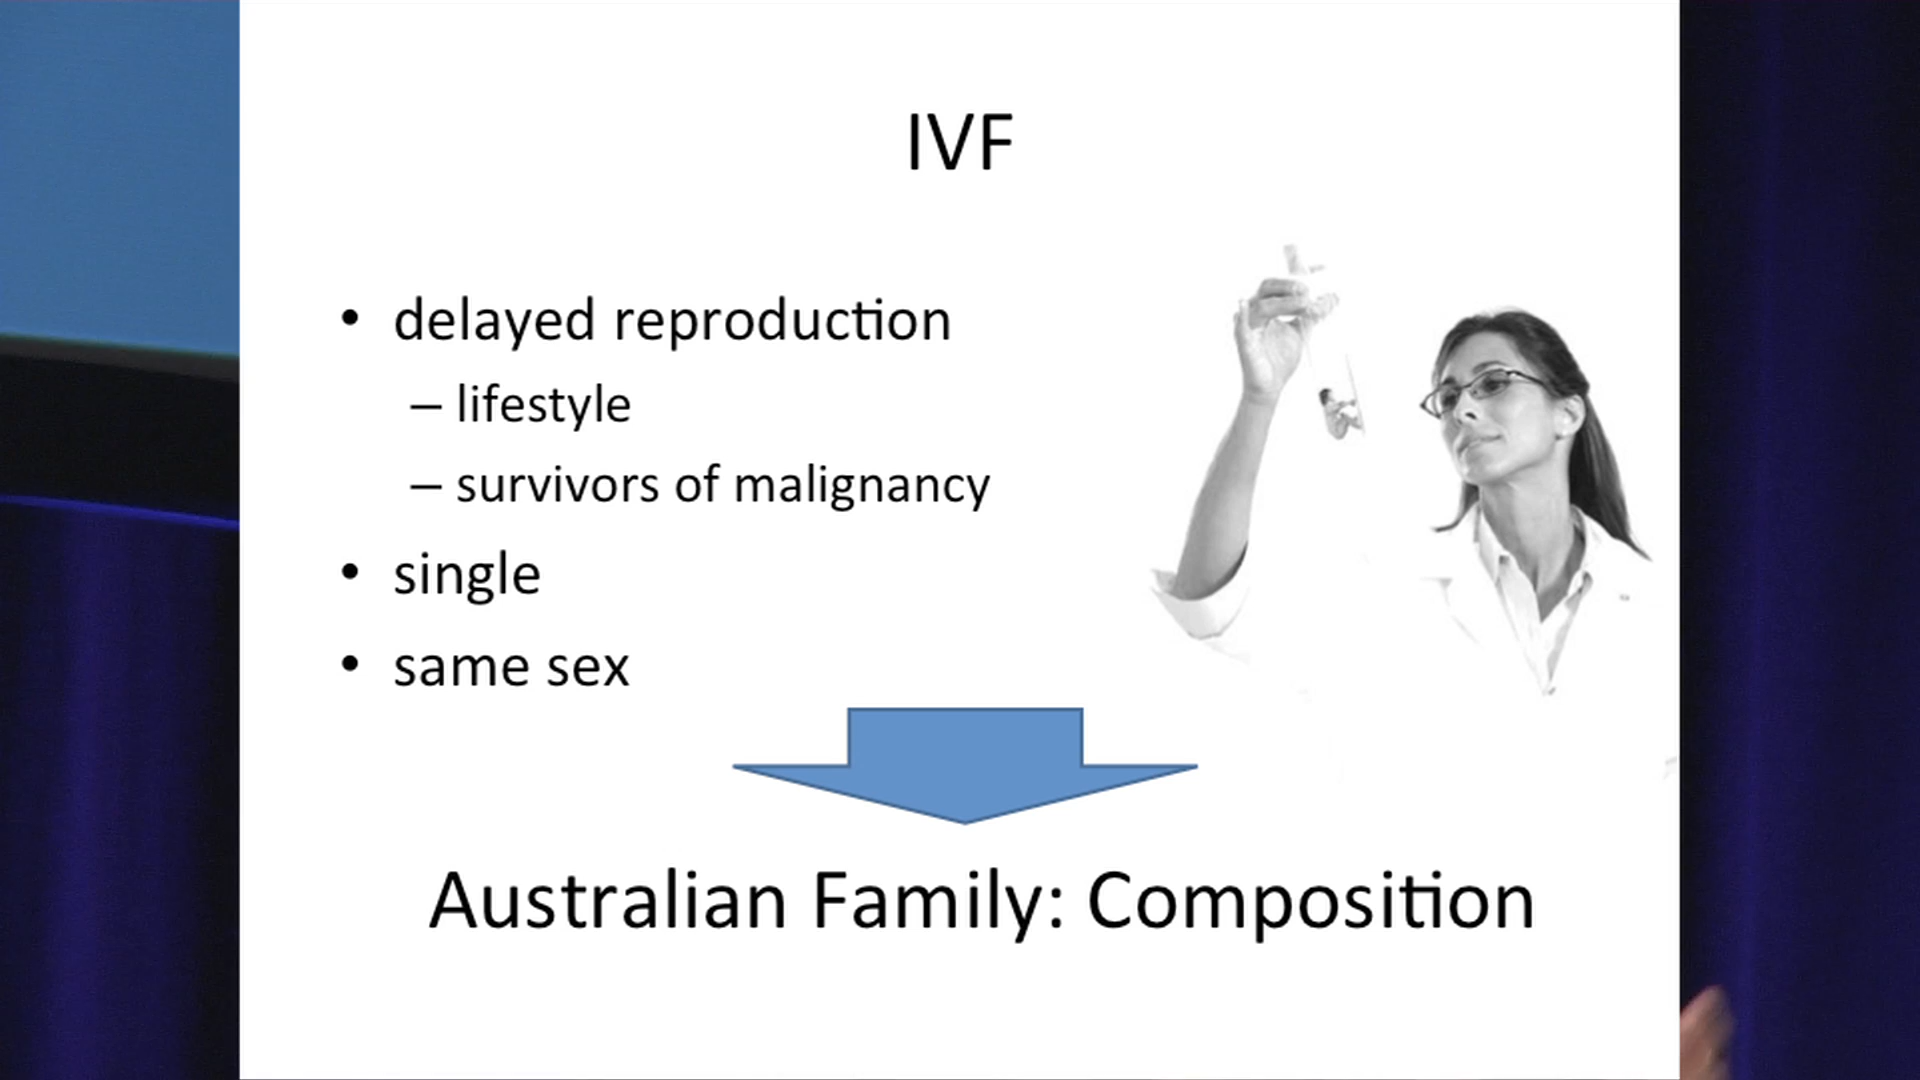 IVF
• delayed reproduction
– lifestyle
– survivors of malignancy
• single
• same sex
Australian Family: Composition